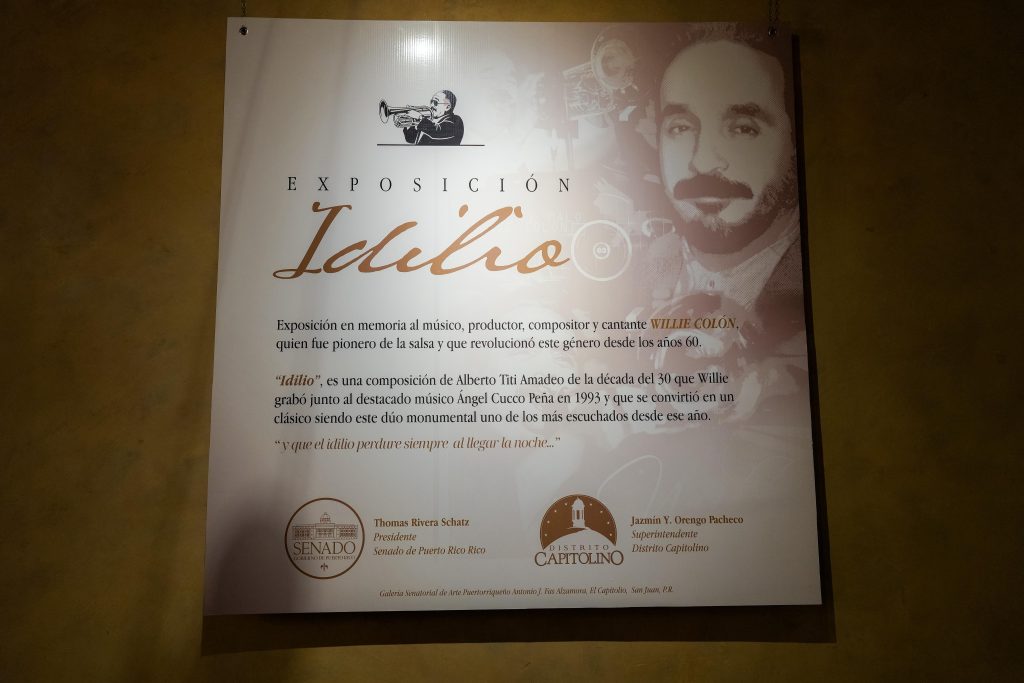 EXPOSICIÓN
Idilio
Exposición en memoria al músico, productor, compositor y cantante WILLIE COLÓN,
quien fue pionero de la salsa y que revolucionó este género desde los años 60.
“Idilio”, es una composición de Alberto Titi Amadeo de la década del 30 que Willie
grabó junto al destacado músico Ángel Cucco Peña en 1993 y que se convirtió en un
clásico siendo este dúo monumental uno de los más escuchados desde ese año.
“y que el idilio perdure siempre al llegar la noche...”
SENADO
Thomas Rivera Schatz
Presidente
Senado de Puerto Rico Rico
DISTRITO
CAPITOLINO
Jazmín Y. Orengo Pacheco
Superintendente
Distrito Capitolino
Galería Senatorial de Arte Puertorriqueño Antonio J. Fas Alzamora, El Capitolio, San Juan, P.R.